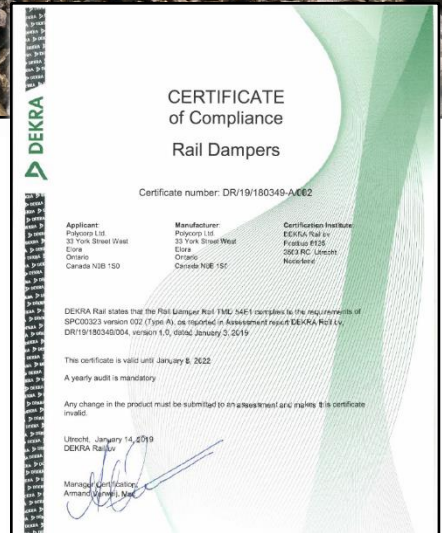 DEKRA
CERTIFICATE
of Compliance
Rail Dampers
Certificate number: DR/19/180349-A/002
Applicant:
Polycorp Ltd.
33 York Street West
Elora
Ontario
Canada N0B 1S0
Manufacturer:
Polycorp Ltd.
33 York Street West
Elora
Ontario
Canada N0B 1S0
Certification Institute:
DEKRA Rail bv
Postbus 8125
3503 RC Utrecht
Nederland
DEKRA Rail states that the Rail Damper Rail TMD 54E1 complies to the requirements of
SPC00323 version 002 (Type A), as reported in Assessment report DEKRA Rail bv,
DR/19/180349/004, version 1.0, dated January 3, 2019
This certificate is valid until January 8, 2022
A yearly audit is mandatory
Any change in the product must be submitted to an assessment and makes this certificate
invalid.
Utrecht, January 14, 2019
DEKRA Rail bv
Manager Certification
Armand